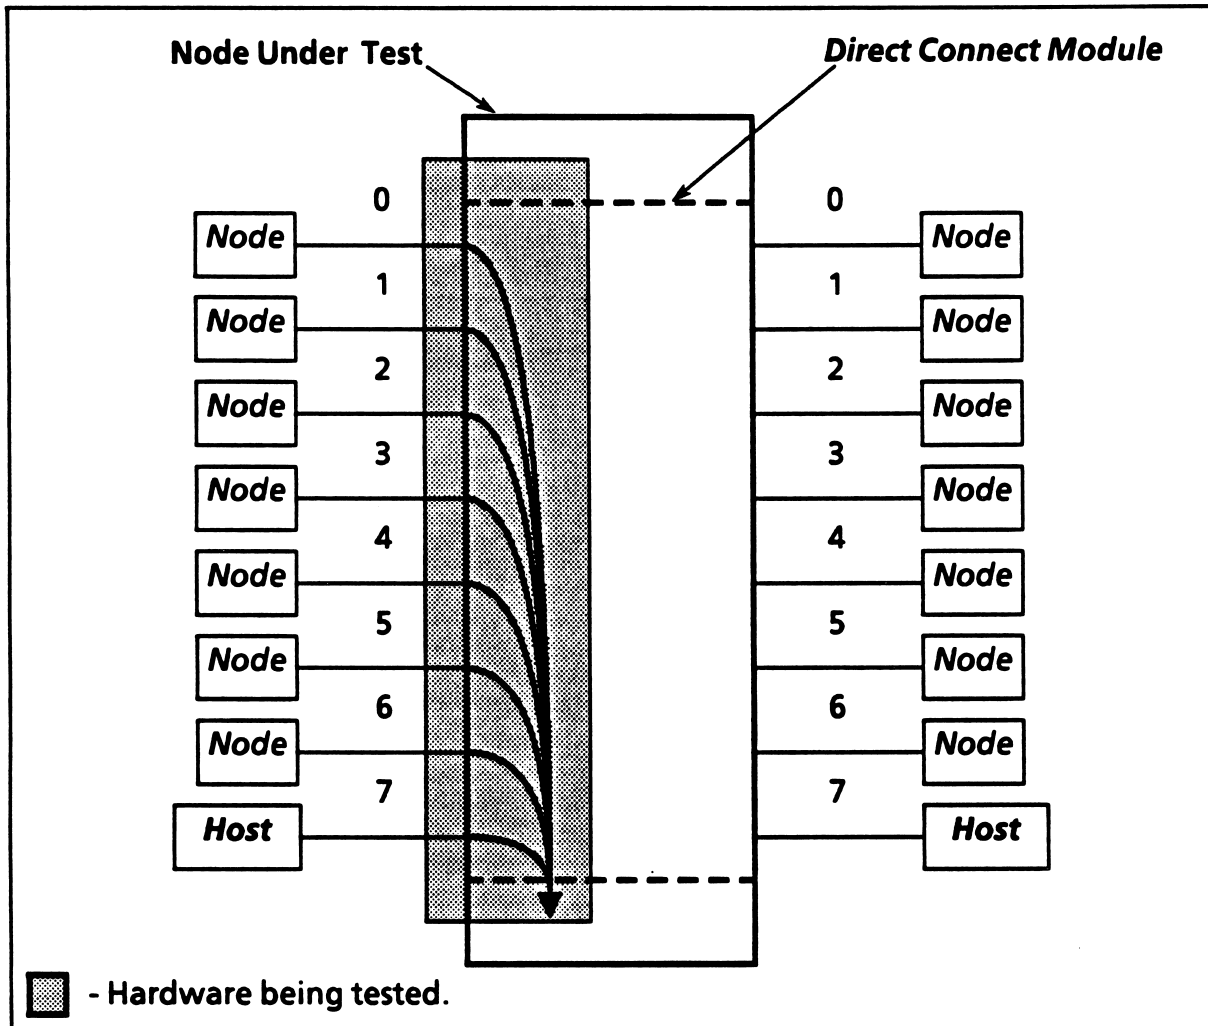 Node Under Test Direct Connect Module
0 0
Node Node
1 1
Node Node
2 2
Node Node
3 3
Node Node
4 4
Node Node
5 5
Node Node
6 6
Node Node
7 7
Host Host
- Hardware being tested.